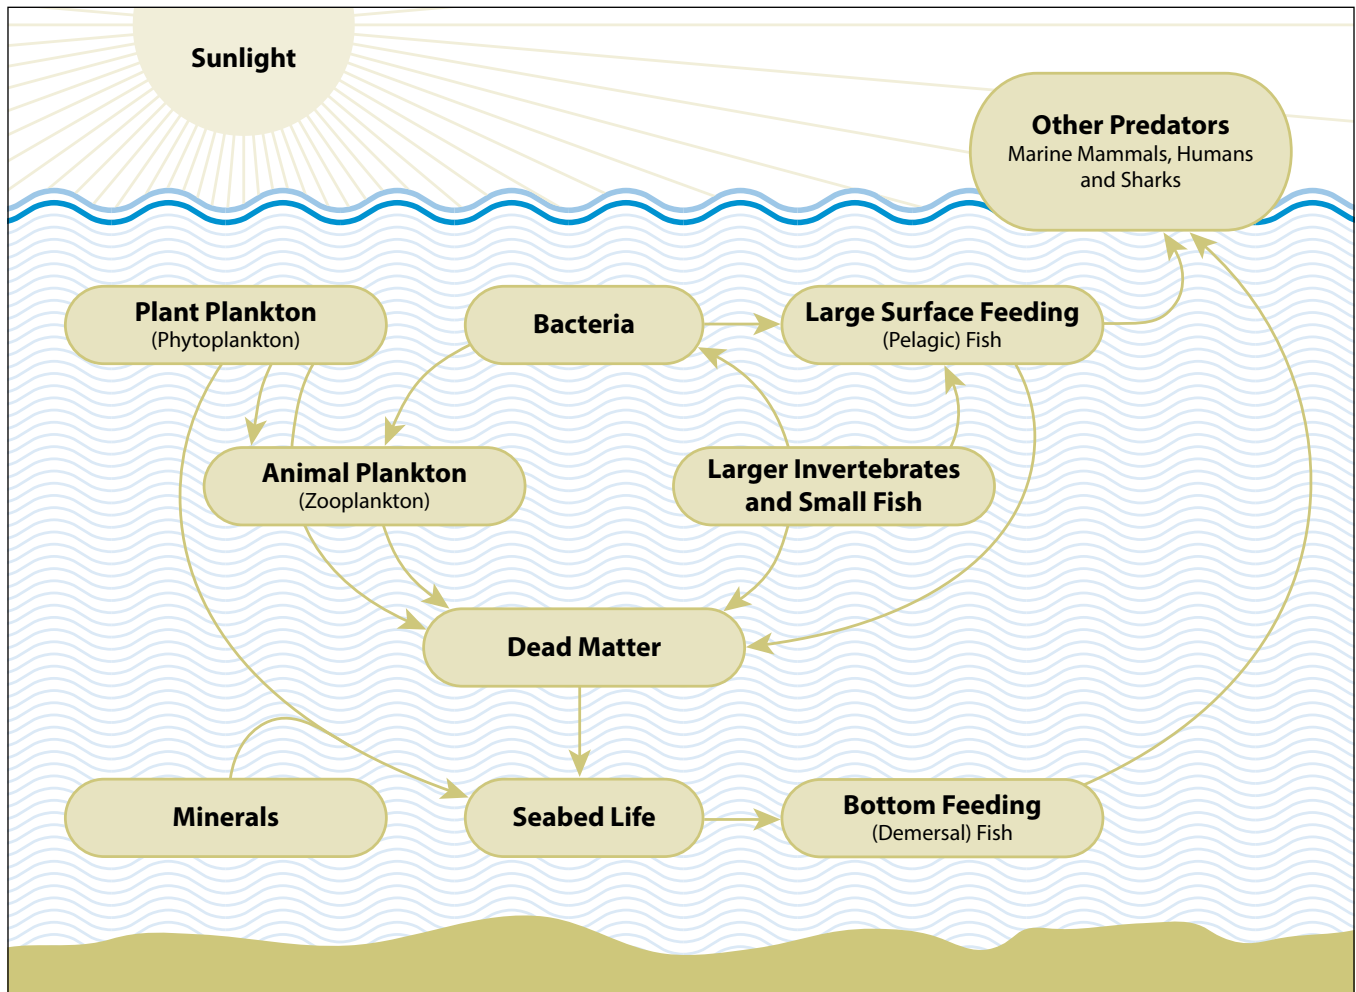 Sunlight
Other Predators
Marine Mammals, Humans
and Sharks
Plant Plankton
(Phytoplankton)
Bacteria
Large Surface Feeding
(Pelagic) Fish
Animal Plankton
(Zooplankton)
Larger Invertebrates
and Small Fish
Dead Matter
Minerals
Seabed Life
Bottom Feeding
(Demersal) Fish